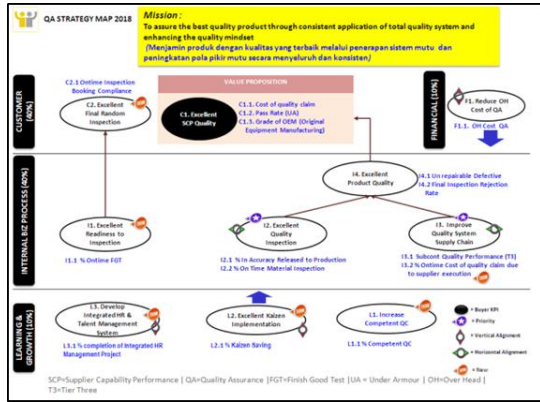 QA STRATEGY MAP 2018
Mission :
To assure the best quality product through consistent application of total quality system and
enhancing the quality mindset
(Menjamin produk dengan kualitas yang terbaik melalui penerapan sistem mutu dan
peningkatan pola pikir mutu secara menyeluruh dan konsisten)
CUSTOMER
(40%)
C2.1 Ontime Inspection
Booking Compliance
C2. Excellent
Final Random
Inspection
New
VALUE PROPOSITION
C1. Excellent
SCP Quality
C1.1. Cost of quality claim
C1.2. Pass Rate (UA)
C1.5. Grade of OEM (Original
Equipment Manufacturing)
FINANCIAL (10%)
F1. Reduce OH
Cost of QA
F1.1. OH Cost QA
INTERNAL BIZ PROCESS (40%)
I4. Excellent
Product Quality
I4.1 Un repairable Defective
I4.2 Final Inspection Rejection
Rate
I1. Excellent
Readiness to
Inspection
New
I1.1 % Ontime FGT
I2. Excellent
Quality
Inspection
I2.1 % In Accuracy Released to Production
I2.2 % On Time Material Inspection
I3. Improve
Quality System
Supply Chain
I3.1 Subcont Quality Performance (T3)
I3.2 % Ontime Cost of quality claim due
to supplier execution
New
LEARNING &
GROWTH (10%)
L3. Develop
Integrated HR &
Talent Management
System
New
L3.1 % completion of Integrated HR
Management Project
L2. Excellent Kaizen
Implementation
New
L2.1 % Kaizen Saving
L1. Increase
Competent QC
New
L1.1 % Competent QC
= Buyer KPI
= Priority
= Vertical Alignment
= Horizontal Alignment
New
= New
SCP=Supplier Capability Performance | QA=Quality Assurance |FGT=Finish Good Test |UA = Under Armour | OH=Over Head |
T3=Tier Three